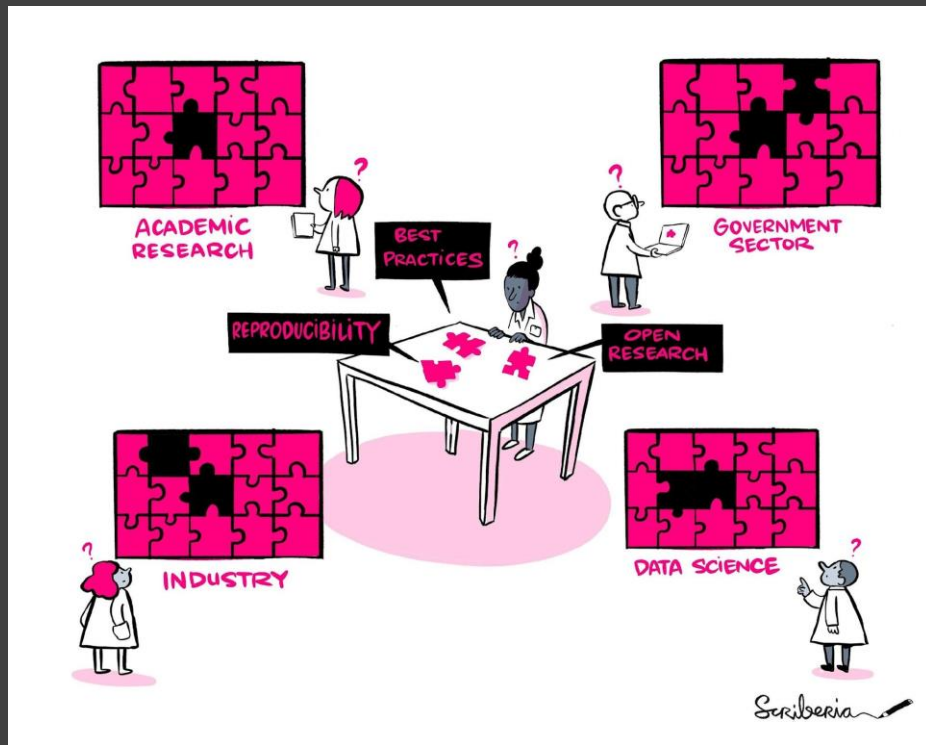 ACADEMIC
RESEARCH
?
?
GOVERNMENT
SECTOR
BEST
PRACTICES
?
REPRODUCIBILITY
OPEN
RESEARCH
?
INDUSTRY
DATA SCIENCE
?
Scriberia